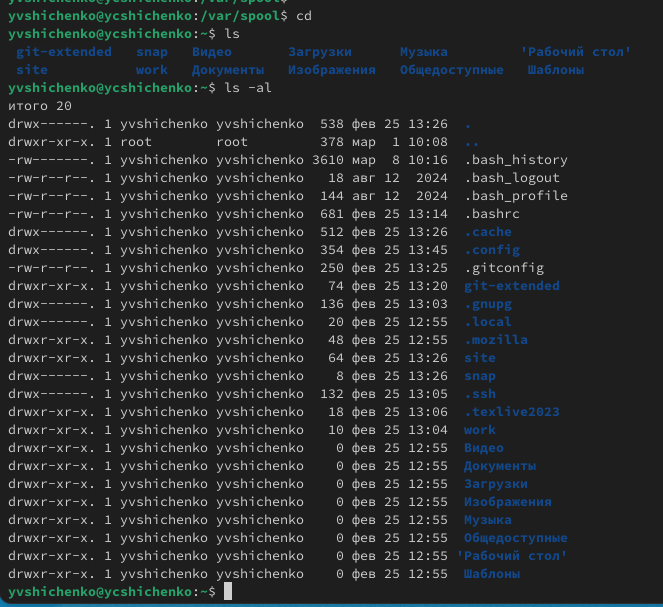 yvshichenko@ycshichenko:/var/spool$ cd
yvshichenko@ycshichenko:~$ ls
git-extended snap Видео Загрузки Музыка 'Рабочий стол'
site work Документы Изображения Общедоступные Шаблоны
yvshichenko@ycshichenko:~$ ls -al
итого 20
drwx------. 1 yvshichenko yvshichenko 538 фев 25 13:26 .
drwxr-xr-x. 1 root root 378 мар 1 10:08 ..
-rw-------. 1 yvshichenko yvshichenko 3610 мар 8 10:16 .bash_history
-rw-r--r--. 1 yvshichenko yvshichenko 18 авг 12 2024 .bash_logout
-rw-r--r--. 1 yvshichenko yvshichenko 144 авг 12 2024 .bash_profile
-rw-r--r--. 1 yvshichenko yvshichenko 681 фев 25 13:14 .bashrc
drwx------. 1 yvshichenko yvshichenko 512 фев 25 13:26 .cache
drwx------. 1 yvshichenko yvshichenko 354 фев 25 13:45 .config
-rw-r--r--. 1 yvshichenko yvshichenko 250 фев 25 13:25 .gitconfig
drwxr-xr-x. 1 yvshichenko yvshichenko 74 фев 25 13:20 git-extended
drwx------. 1 yvshichenko yvshichenko 136 фев 25 13:03 .gnupg
drwx------. 1 yvshichenko yvshichenko 20 фев 25 12:55 .local
drwxr-xr-x. 1 yvshichenko yvshichenko 48 фев 25 12:55 .mozilla
drwxr-xr-x. 1 yvshichenko yvshichenko 64 фев 25 13:26 site
drwx------. 1 yvshichenko yvshichenko 8 фев 25 13:26 snap
drwx------. 1 yvshichenko yvshichenko 132 фев 25 13:05 .ssh
drwxr-xr-x. 1 yvshichenko yvshichenko 18 фев 25 13:06 .texlive2023
drwxr-xr-x. 1 yvshichenko yvshichenko 10 фев 25 13:04 work
drwxr-xr-x. 1 yvshichenko yvshichenko 0 фев 25 12:55 Видео
drwxr-xr-x. 1 yvshichenko yvshichenko 0 фев 25 12:55 Документы
drwxr-xr-x. 1 yvshichenko yvshichenko 0 фев 25 12:55 Загрузки
drwxr-xr-x. 1 yvshichenko yvshichenko 0 фев 25 12:55 Изображения
drwxr-xr-x. 1 yvshichenko yvshichenko 0 фев 25 12:55 Музыка
drwxr-xr-x. 1 yvshichenko yvshichenko 0 фев 25 12:55 Общедоступные
drwxr-xr-x. 1 yvshichenko yvshichenko 0 фев 25 12:55 'Рабочий стол'
drwxr-xr-x. 1 yvshichenko yvshichenko 0 фев 25 12:55 Шаблоны
yvshichenko@ycshichenko:~$